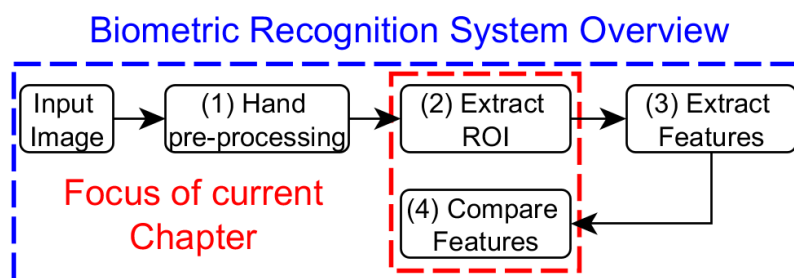 Biometric Recognition System Overview
Input
Image
(1) Hand
pre-processing
(2) Extract
ROI
(3) Extract
Features
Focus of current
Chapter
(4) Compare
Features